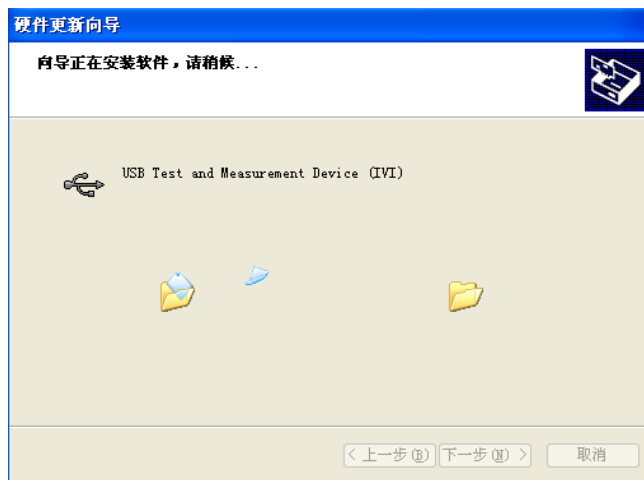 硬件更新向导
向导正在安装软件，请稍候...
USB Test and Measurement Device (IVI)
< 上一步(B) 下一步(N) > 取消